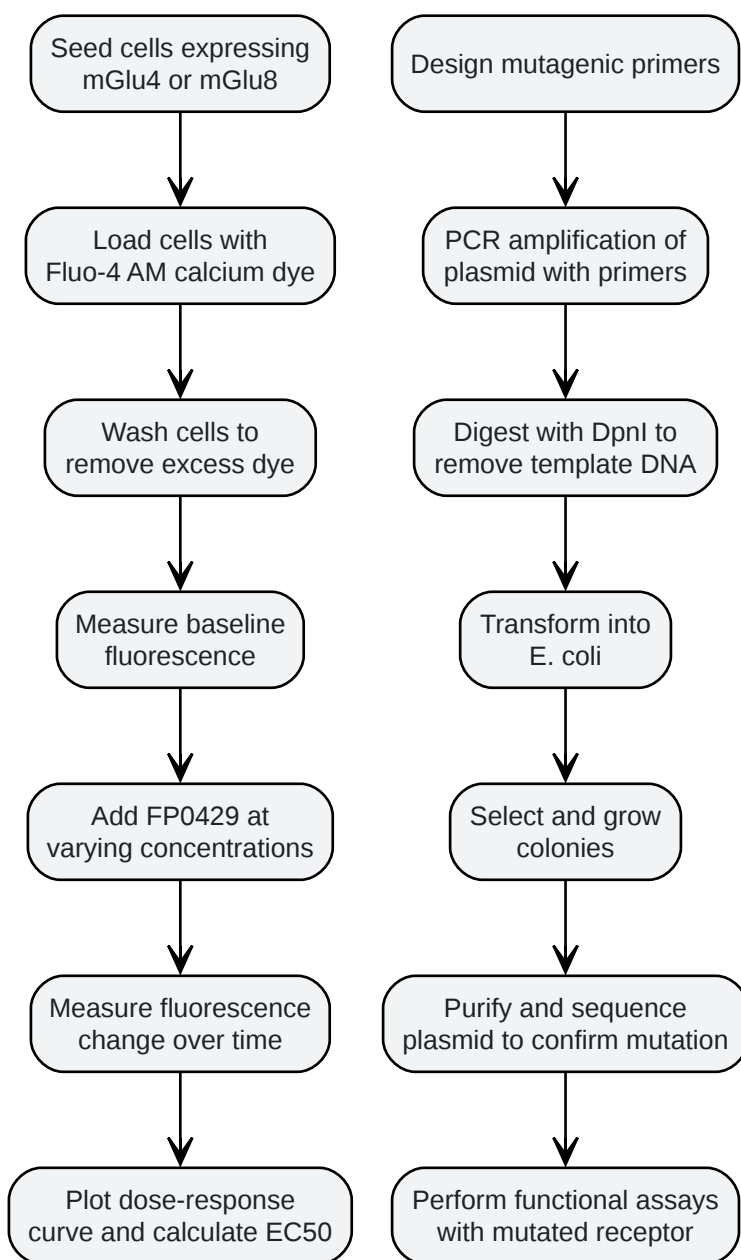 Seed cells expressing
mGlu4 or mGlu8
Load cells with
Fluo-4 AM calcium dye
Wash cells to
remove excess dye
Measure baseline
fluorescence
Add FP0429 at
varying concentrations
Measure fluorescence
change over time
Plot dose-response
curve and calculate EC50
Design mutagenic primers
PCR amplification of
plasmid with primers
Digest with DpnI to
remove template DNA
Transform into
E. coli
Select and grow
colonies
Purify and sequence
plasmid to confirm mutation
Perform functional assays
with mutated receptor